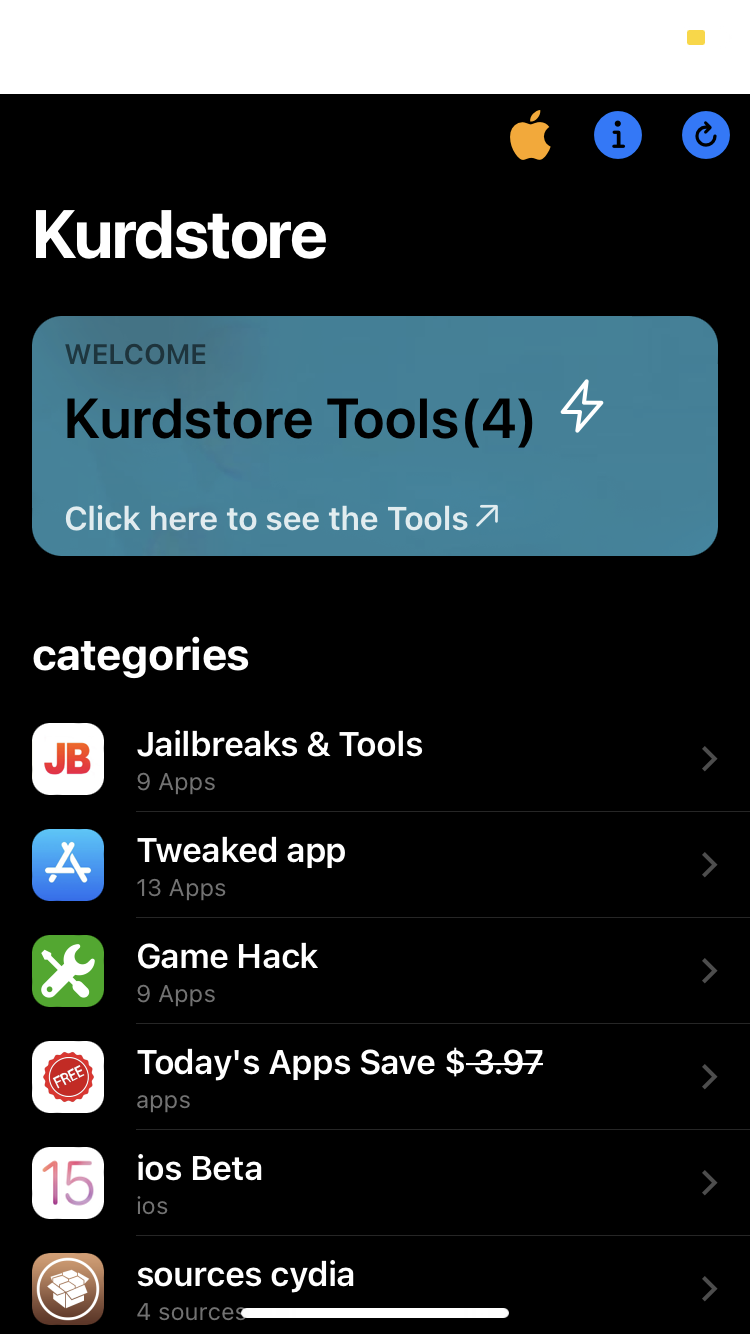 Kurdstore
WELCOME
Kurdstore Tools(4)
Click here to see the Tools
categories
JB
Jailbreaks & Tools
9 Apps
Tweaked app
13 Apps
Game Hack
9 Apps
FREE
Today's Apps Save $ 3.97
apps
15
ios Beta
ios
sources cydia
4 sources